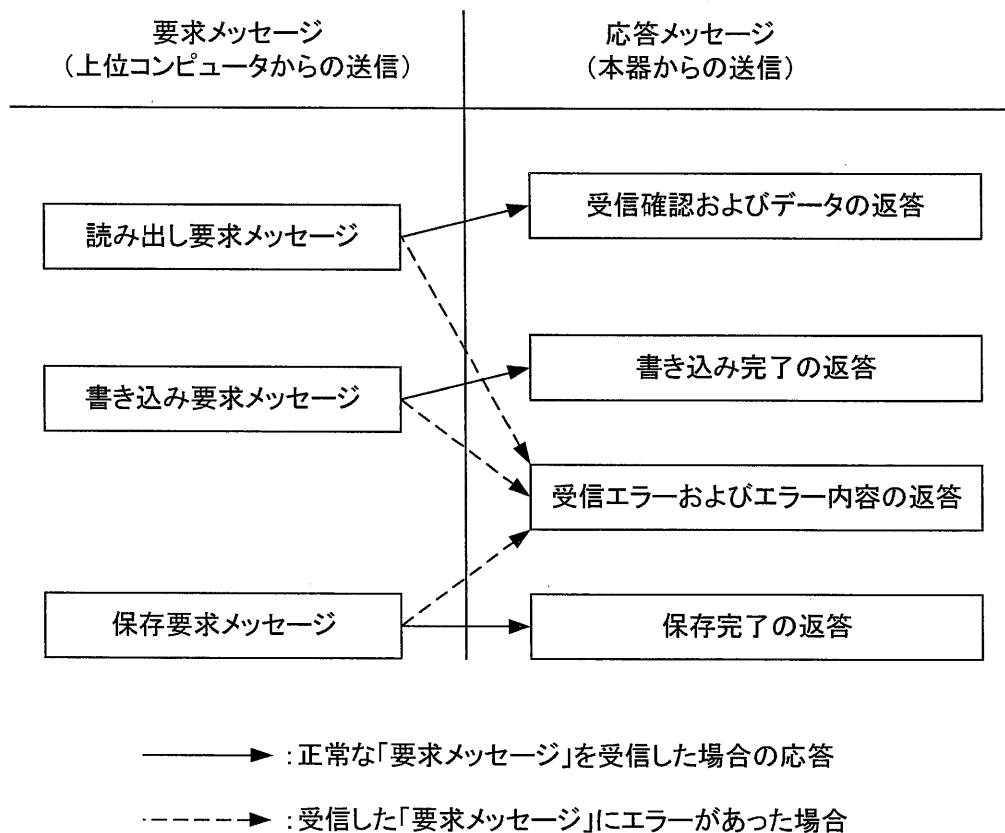 要求メッセージ
(上位コンピュータからの送信)
応答メッセージ
(本器からの送信)
読み出し要求メッセージ
受信確認およびデータの返答
書き込み要求メッセージ
書き込み完了の返答
受信エラーおよびエラー内容の返答
保存要求メッセージ
保存完了の返答
:正常な「要求メッセージ」を受信した場合の応答
:受信した「要求メッセージ」にエラーがあった場合